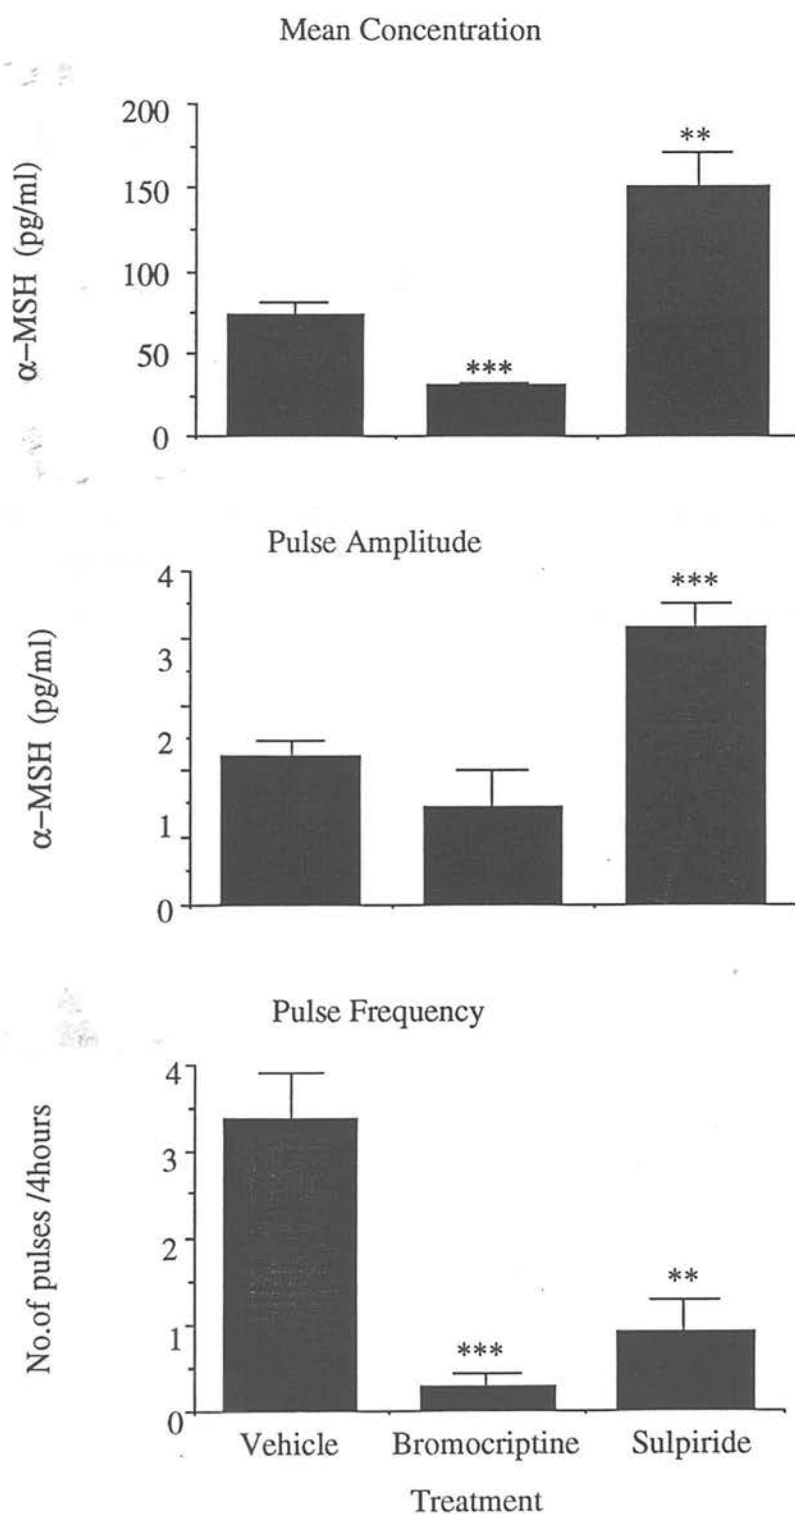 Mean Concentration
α–MSH (pg/ml)
200
150
100
50
0
***
**
Pulse Amplitude
α–MSH (pg/ml)
4
3
2
1
0
***
Pulse Frequency
No.of pulses /4hours
4
3
2
1
0
***
**
Vehicle Bromocriptine Sulpiride
Treatment